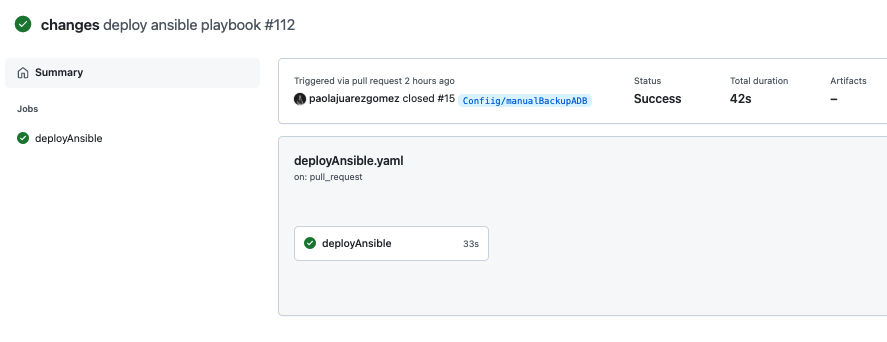 changes deploy ansible playbook #112
Summary
Jobs
deployAnsible
Triggered via pull request 2 hours ago
paolajuarezgomez closed #15 Confiig/manualBackupADB
Status
Success
Total duration
42s
Artifacts
–
deployAnsible.yaml
on: pull_request
deployAnsible 33s